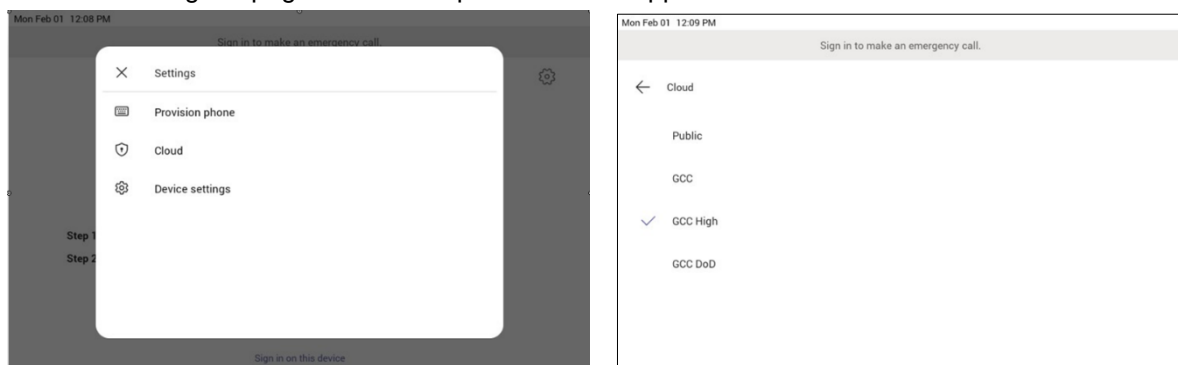 Mon Feb 01 12:08 PM
Sign in to make an emergency call.
Settings
Provision phone
Cloud
Device settings
Step 1
Step 2
Sign in on this device
Mon Feb 01 12:09 PM
Sign in to make an emergency call.
Cloud
Public
GCC
GCC High
GCC DoD